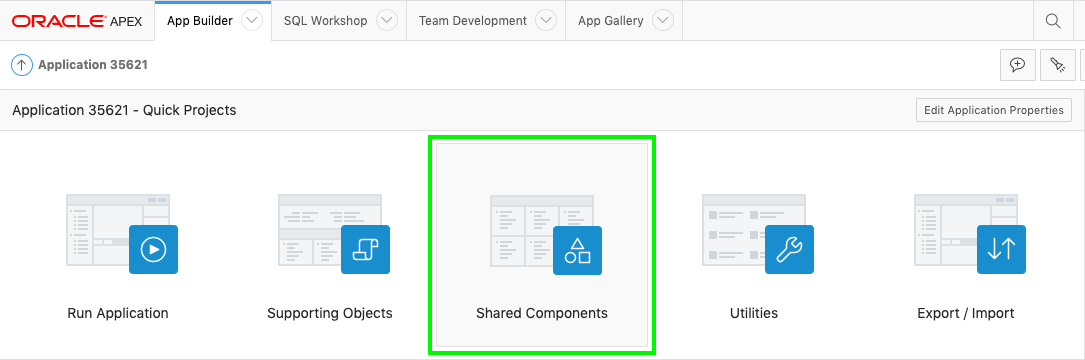 ORACLE APEX App Builder SQL Workshop Team Development App Gallery
Application 35621
Application 35621 - Quick Projects Edit Application Properties
Run Application Supporting Objects Shared Components Utilities Export / Import